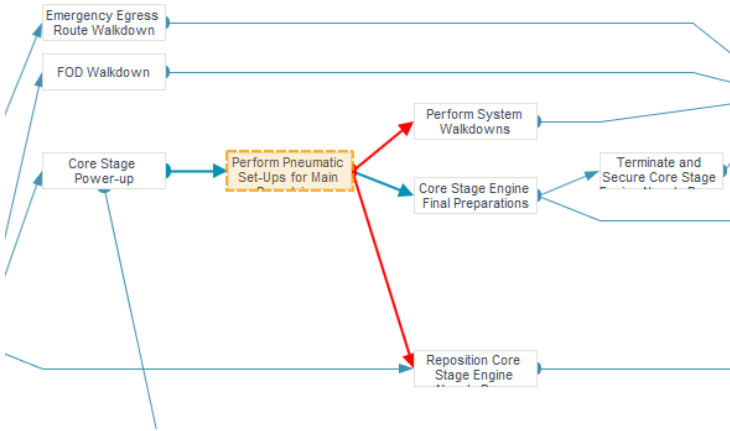 Emergency Egress
Route Walkdown
FOD Walkdown
Core Stage
Power-up
Perform Pneumatic
Set-Ups for Main
Perform System
Walkdowns
Core Stage Engine
Final Preparations
Terminate and
Secure Core Stage
Reposition Core
Stage Engine